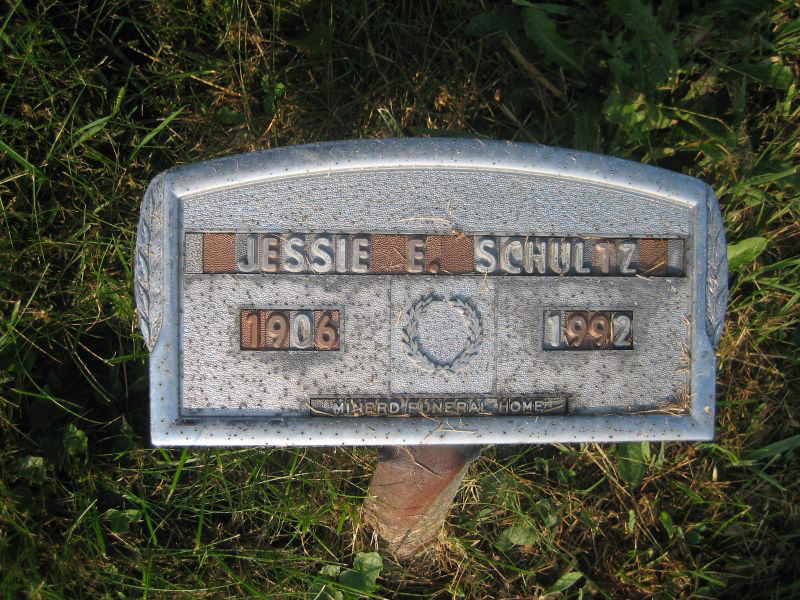 JESSIE E. SCHULTZ
1906 1992
MINERD FUNERAL HOME